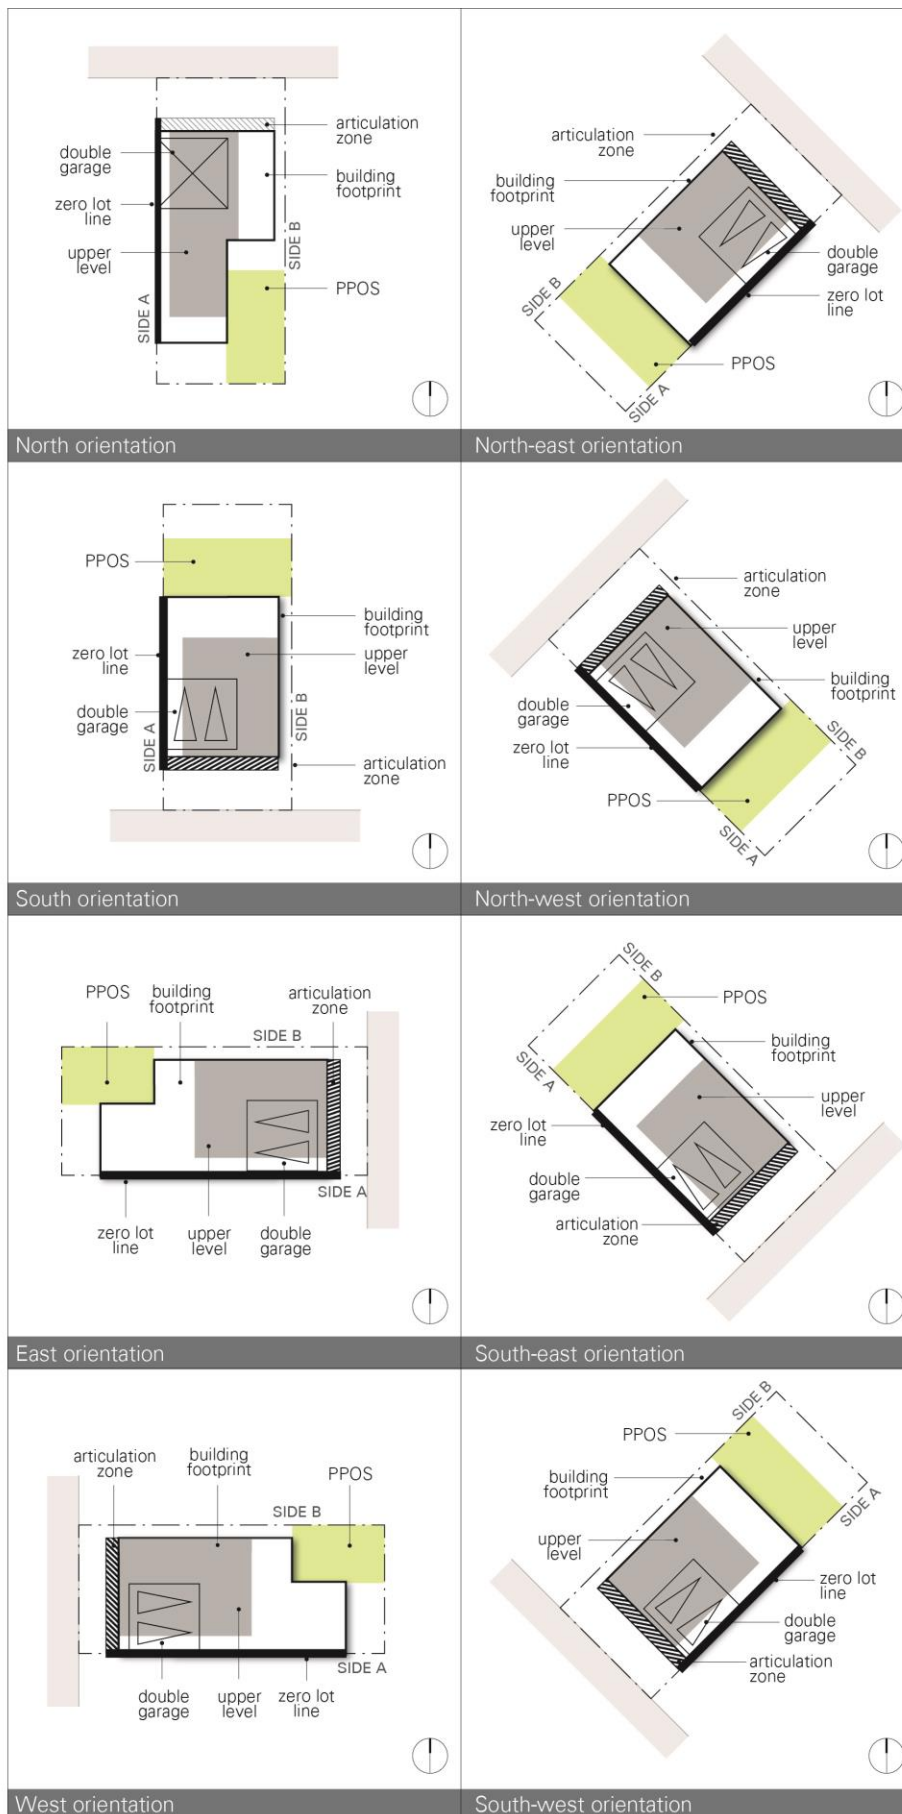 articulation
zone
double
garage
building
footprint
zero lot
line
SIDE B
upper
level
PPOS
SIDE A
North orientation
articulation
zone
building
footprint
upper
level
double
garage
SIDE B
zero lot
line
PPOS
SIDE A
North-east orientation
PPOS
building
footprint
zero lot
line
upper
level
double
garage
SIDE B
SIDE A
articulation
zone
South orientation
articulation
zone
upper
level
building
footprint
double
garage
SIDE B
zero lot
line
PPOS
SIDE A
North-west orientation
PPOS
building
footprint
articulation
zone
SIDE B
SIDE A
zero lot
line
upper
level
double
garage
East orientation
SIDE B
PPOS
building
footprint
SIDE A
upper
level
zero lot
line
double
garage
articulation
zone
South-east orientation
articulation
zone
building
footprint
PPOS
SIDE B
SIDE A
double
garage
upper
level
zero lot
line
West orientation
SIDE B
PPOS
building
footprint
SIDE A
upper
level
zero lot
line
double
garage
articulation
zone
South-west orientation